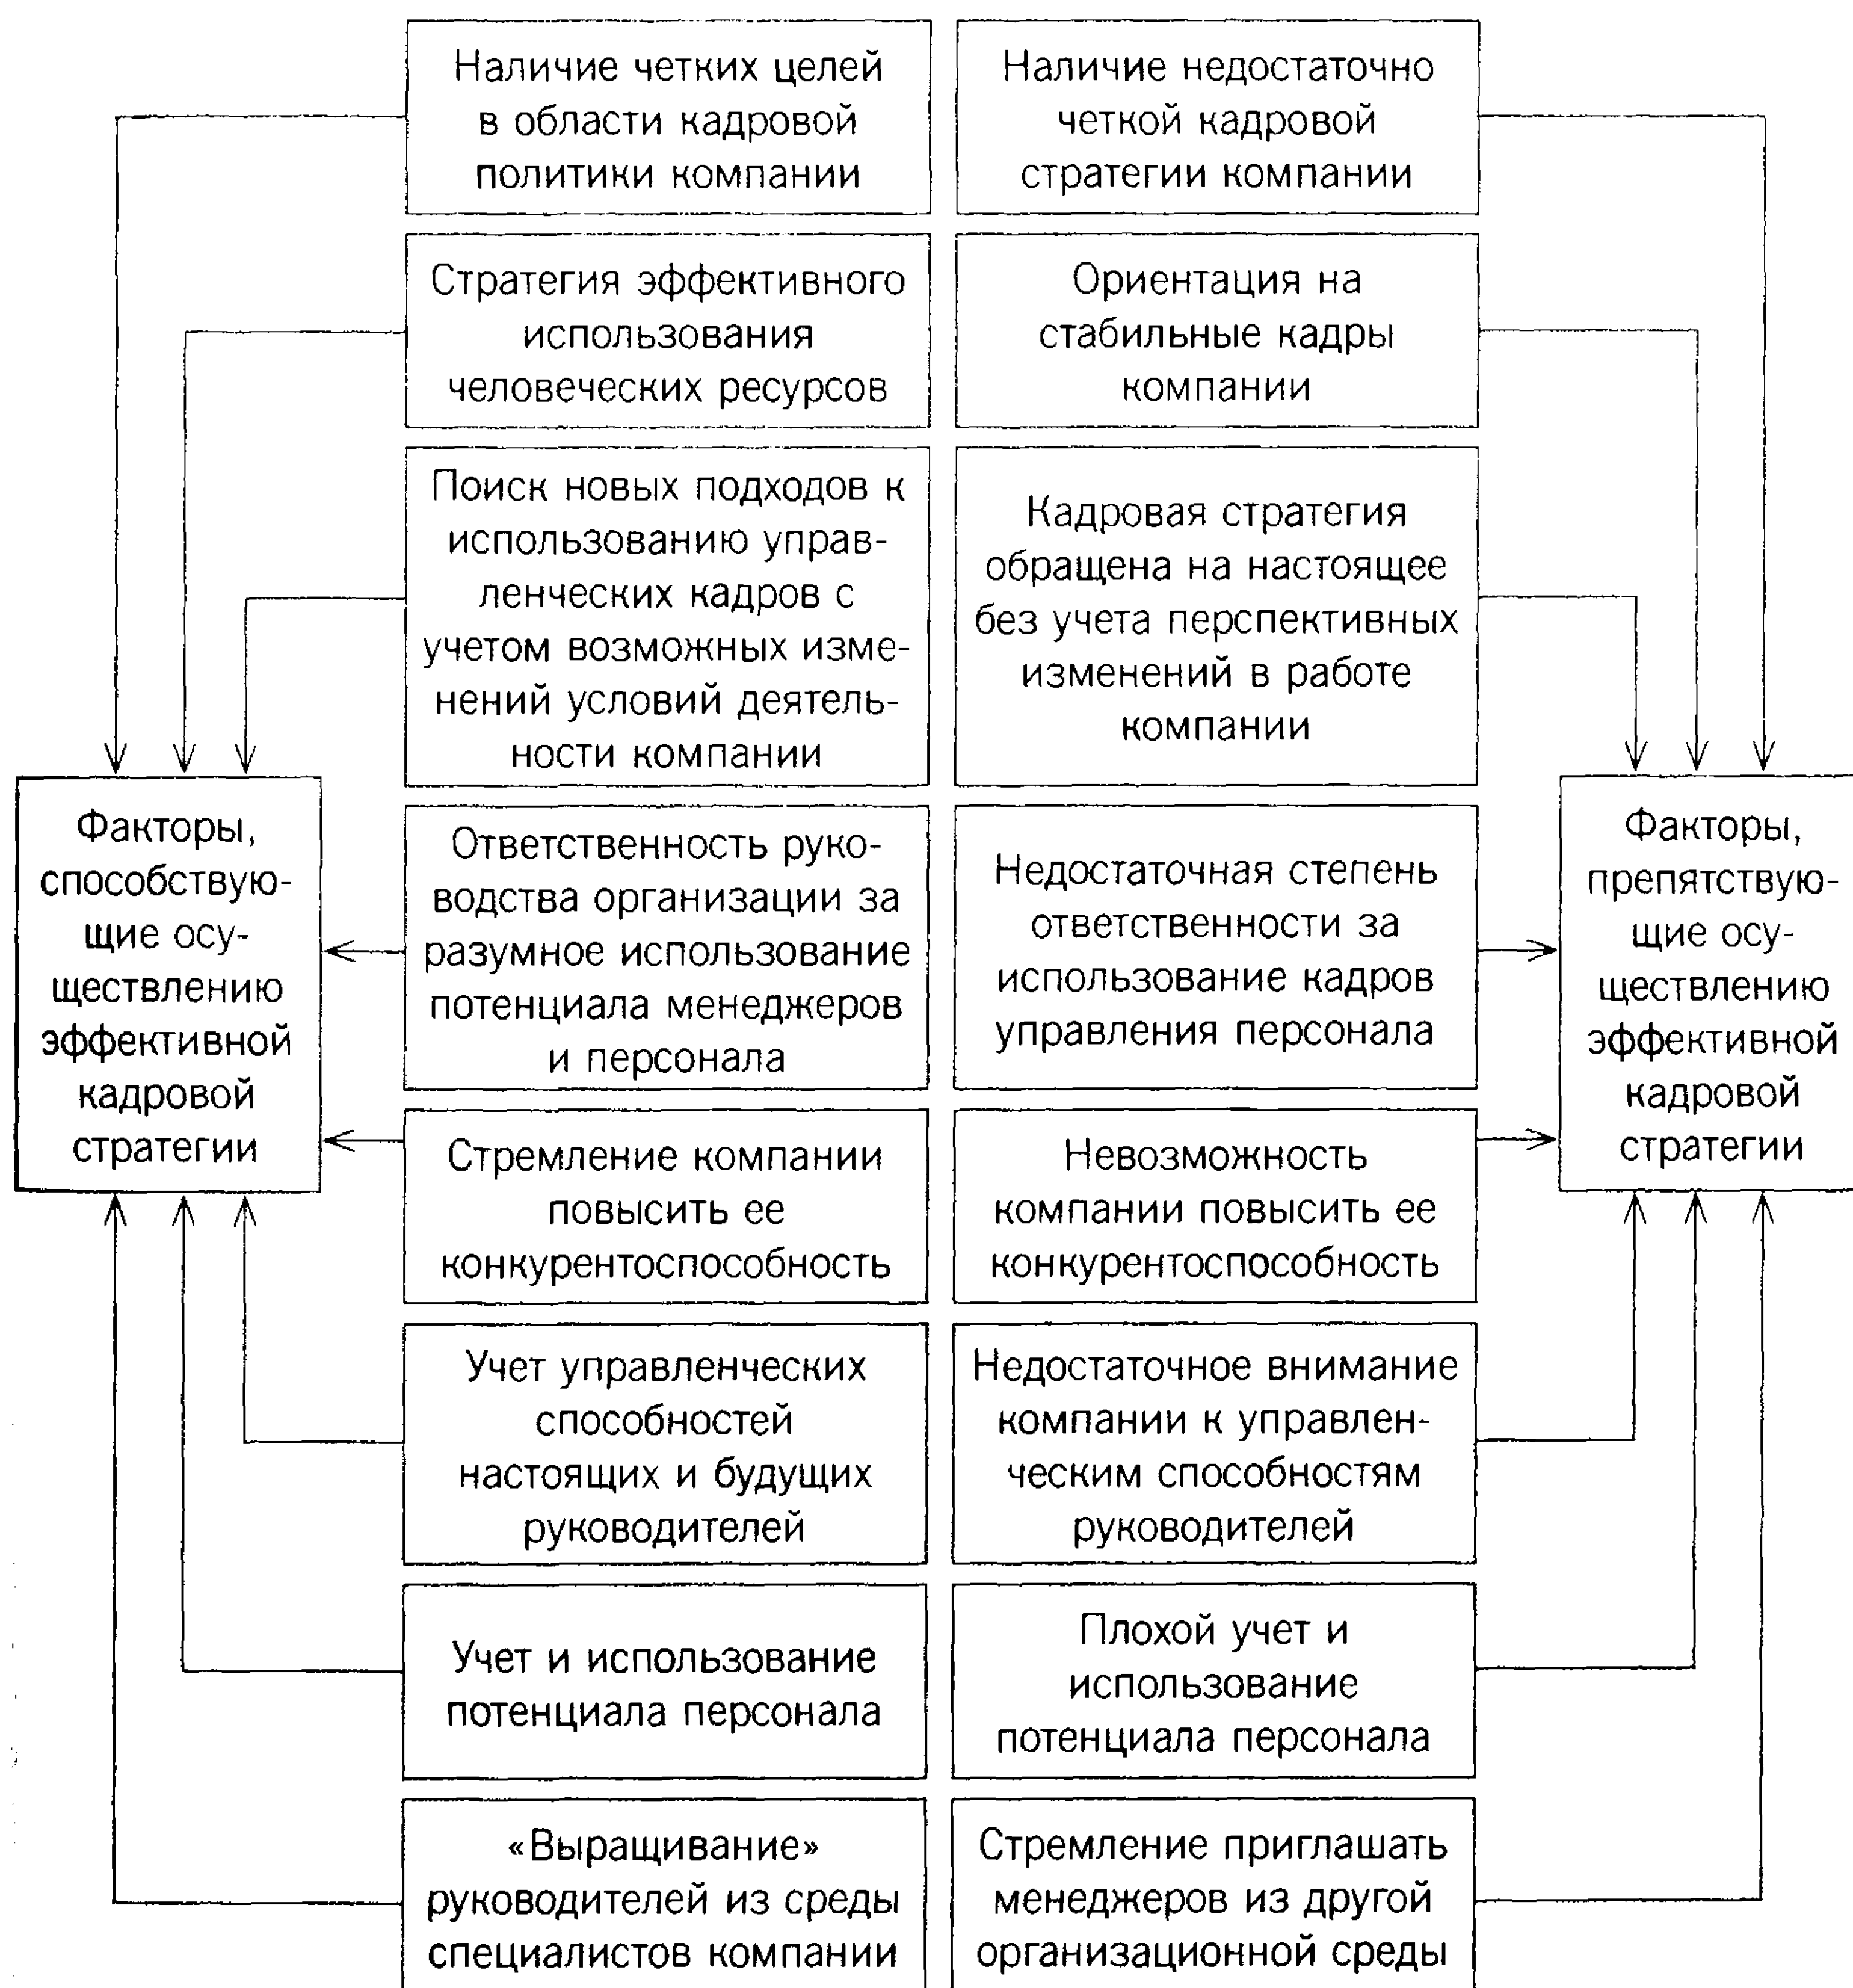 Наличие четких целей
в области кадровой
политики компании
Наличие недостаточно
четкой кадровой
стратегии компании
Стратегия эффективного
использования
человеческих ресурсов
Ориентация на
стабильные кадры
компании
Поиск новых подходов к
использованию управ-
ленческих кадров с
учетом возможных изме-
нений условий деятель-
ности компании
Кадровая стратегия
обращена на настоящее
без учета перспективных
изменений в работе
компании
Факторы,
способствую-
щие осу-
ществлению
эффективной
кадровой
стратегии
Ответственность руко-
водства организации за
разумное использование
потенциала менеджеров
и персонала
Недостаточная степень
ответственности за
использование кадров
управления персонала
Факторы,
препятствую-
щие осу-
ществлению
эффективной
кадровой
стратегии
Стремление компании
повысить ее
конкурентоспособность
Невозможность
компании повысить ее
конкурентоспособность
Учет управленческих
способностей
настоящих и будущих
руководителей
Недостаточное внимание
компании к управлен-
ческим способностям
руководителей
Учет и использование
потенциала персонала
Плохой учет и
использование
потенциала персонала
«Выращивание»
руководителей из среды
специалистов компании
Стремление приглашать
менеджеров из другой
организационной среды